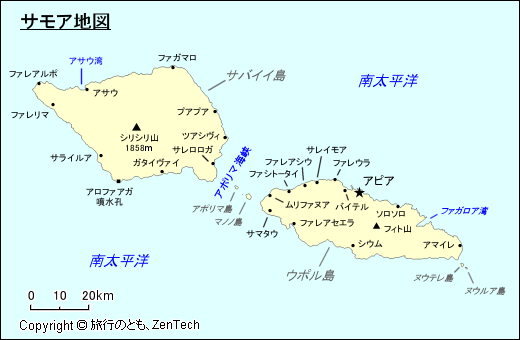 サモア地図
ファガマロ
アサウ湾
ファレアルポ
アサウ
サバイイ島
南太平洋
ファレリマ
プアプア
シリシリ山
1858m
ツアシヴィ
サレロロガ
サライルア
ガタイヴァイ
アポリマ海峡
アロファアガ
噴水孔
サレイモア
ファレアシウ
ファレウラ
ファシトータイ
アピア
アポリマ島
マノノ島
ムリファヌア
バイテル
ソロソロ
ファガロア湾
サマタウ
ファレアセエラ
フィト山
シウム
アマイレ
南太平洋
ウポル島
ヌウテレ島
ヌウルア島
0 10 20km
Copyright © 旅行のとも、ZenTech